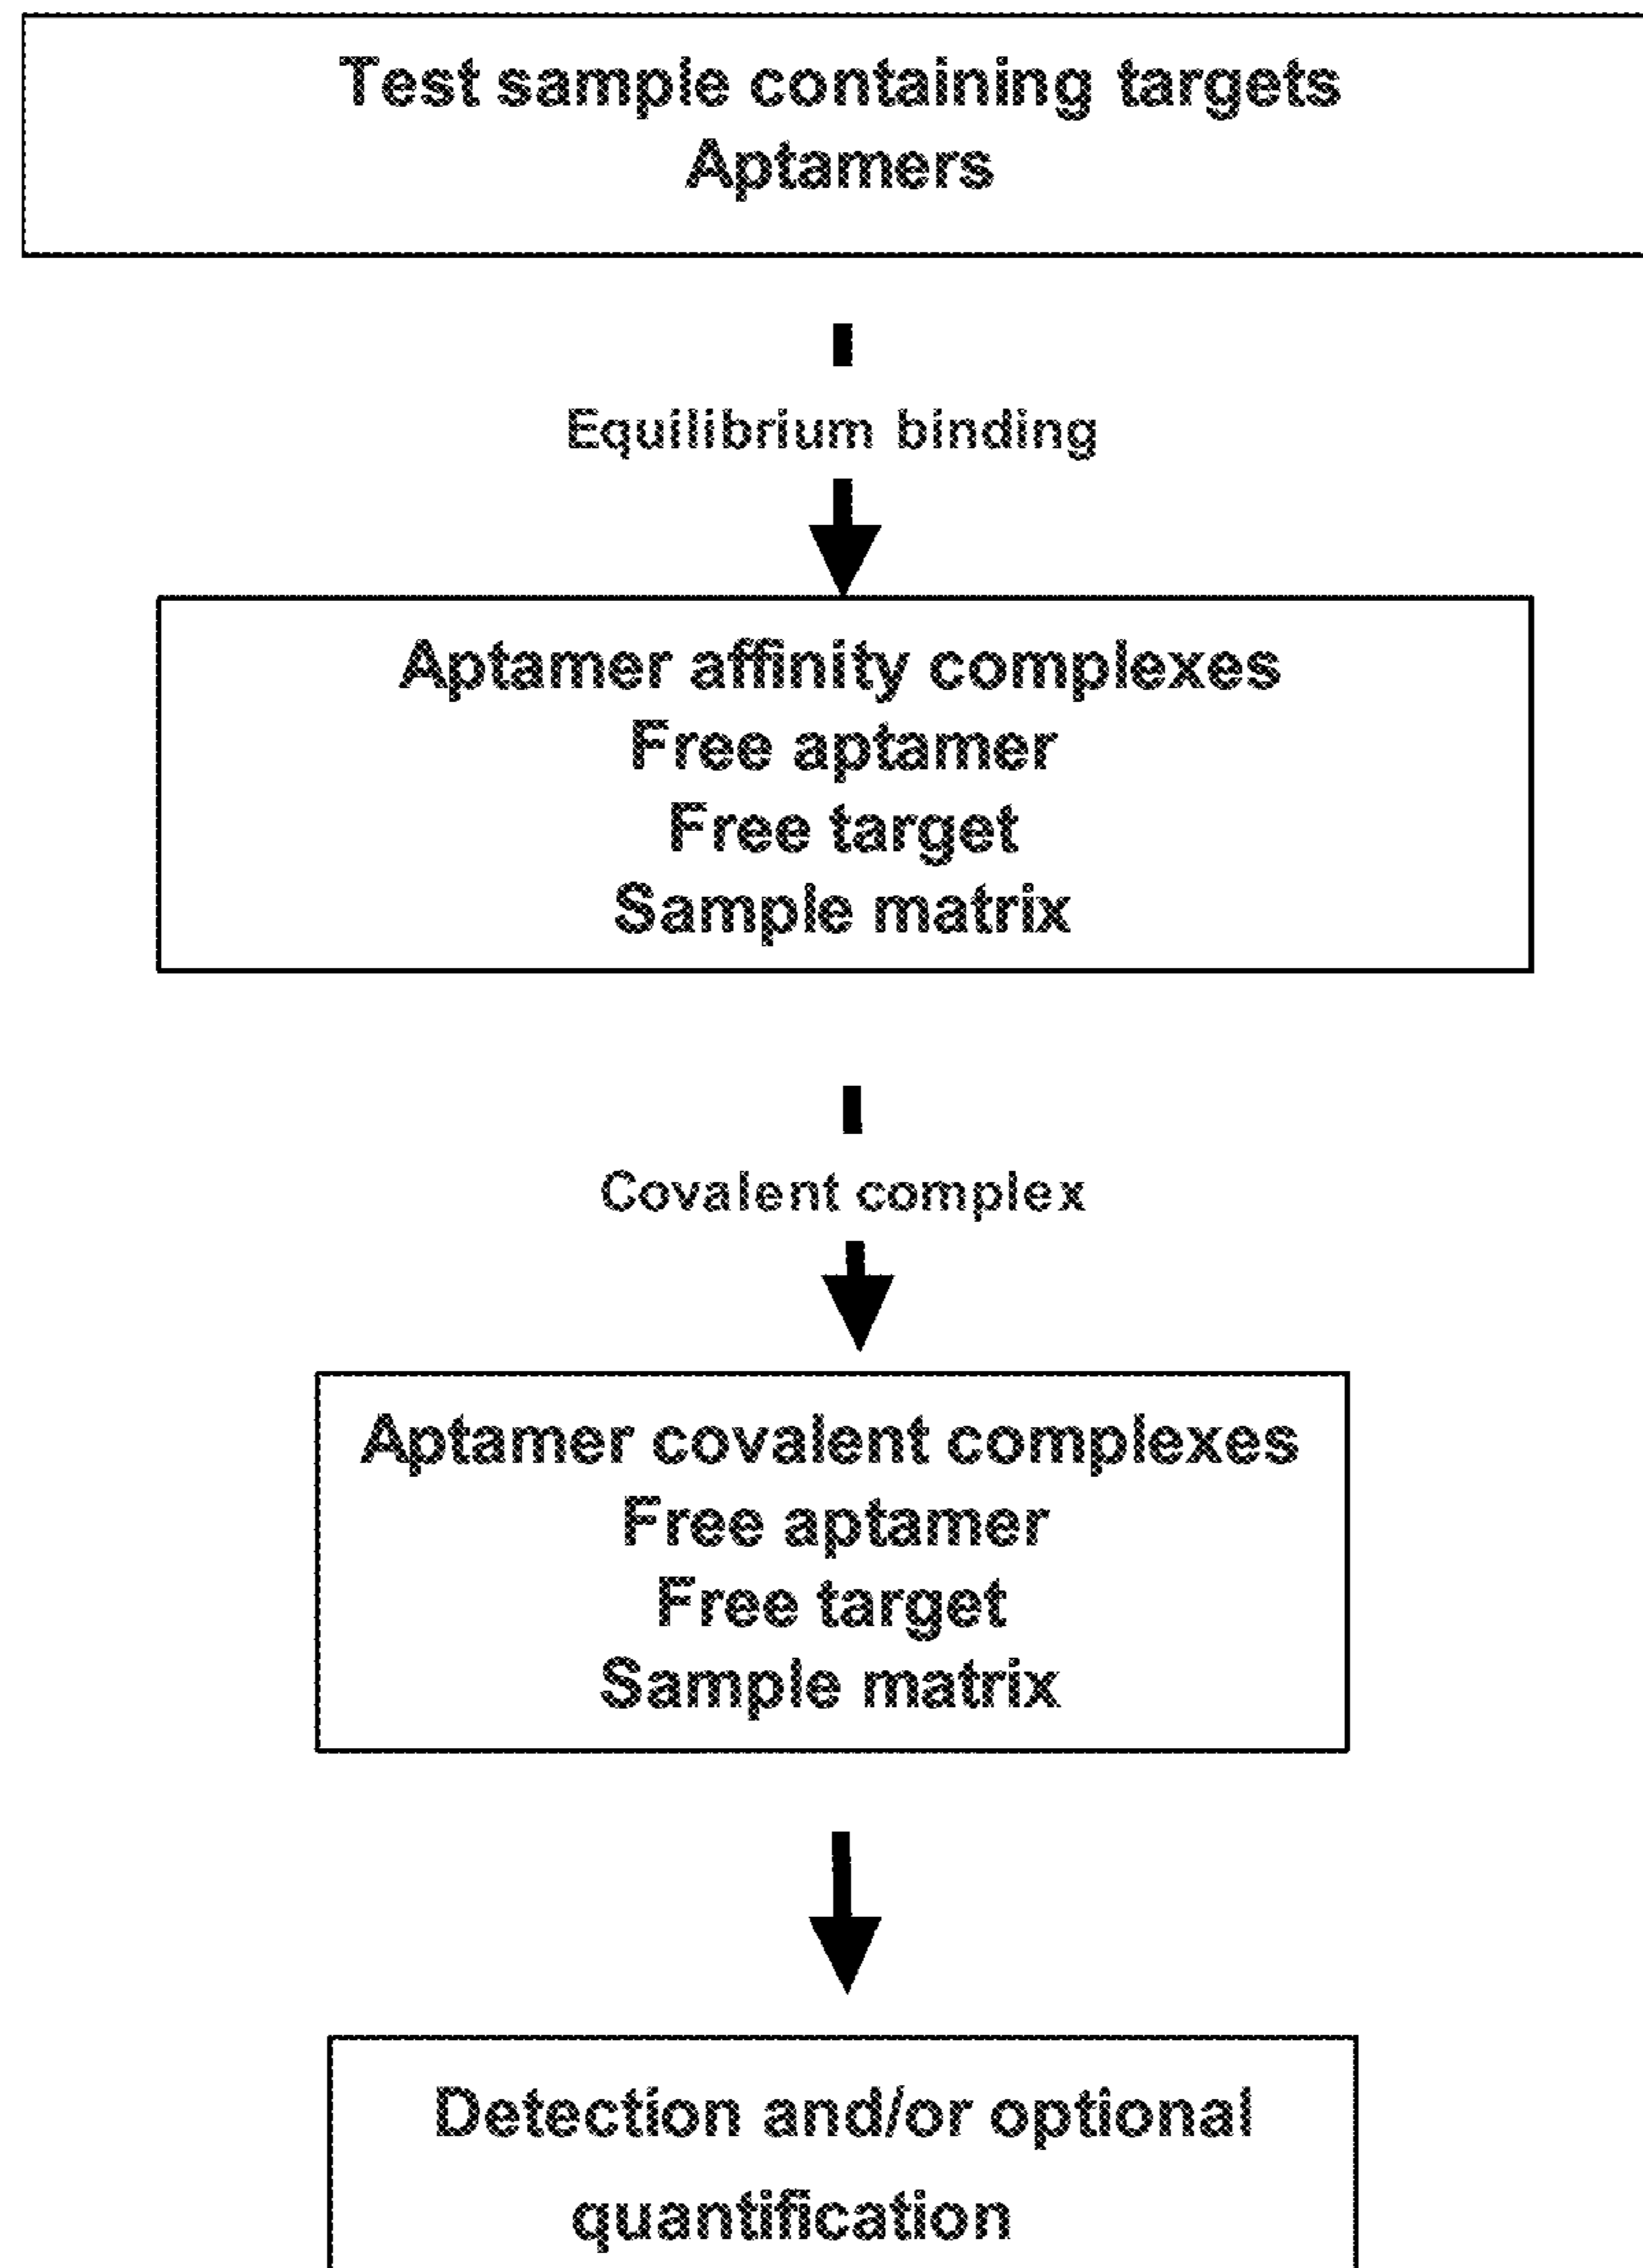 Test sample containing targets
Aptamers
Equilibrium binding
Aptamer affinity complexes
Free aptamer
Free target
Sample matrix
Covalent complex
Aptamer covalent complexes
Free aptamer
Free target
Sample matrix
Detection and/or optional
quantification